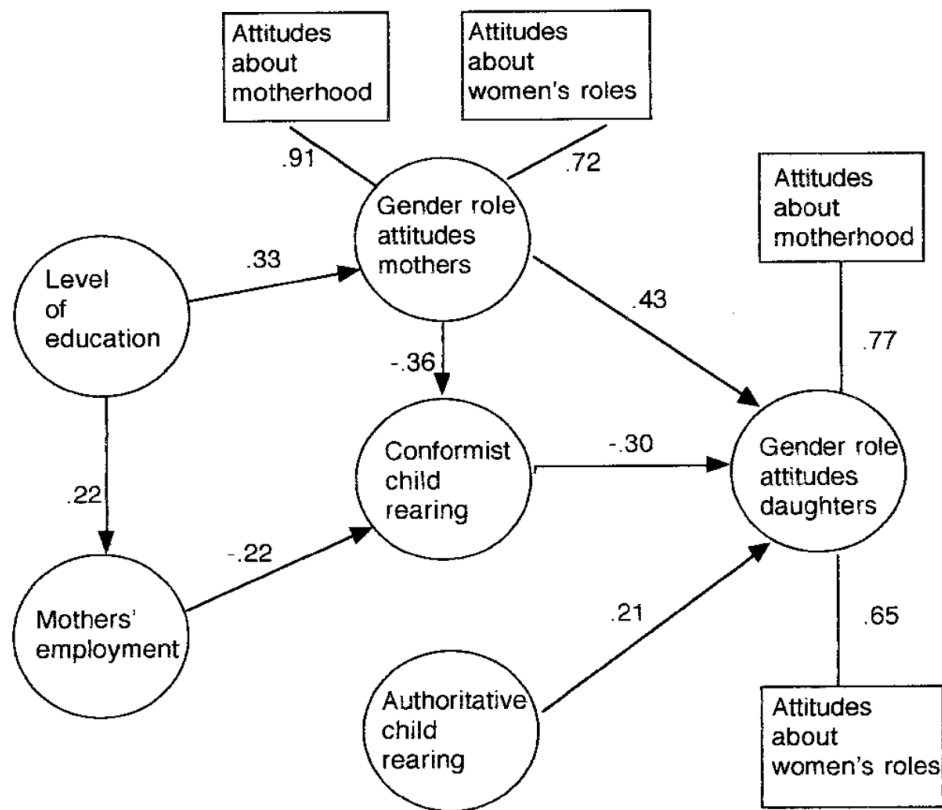 Attitudes
about
motherhood
Attitudes
about
women's roles
.91
.72
Gender role
attitudes
mothers
Attitudes
about
motherhood
Level
of
education
.33
.43
.77
-.36
Conformist
child
rearing
-.30
Gender role
attitudes
daughters
.22
-.22
Mothers'
employment
.21
.65
Authoritative
child
rearing
Attitudes
about
women's roles